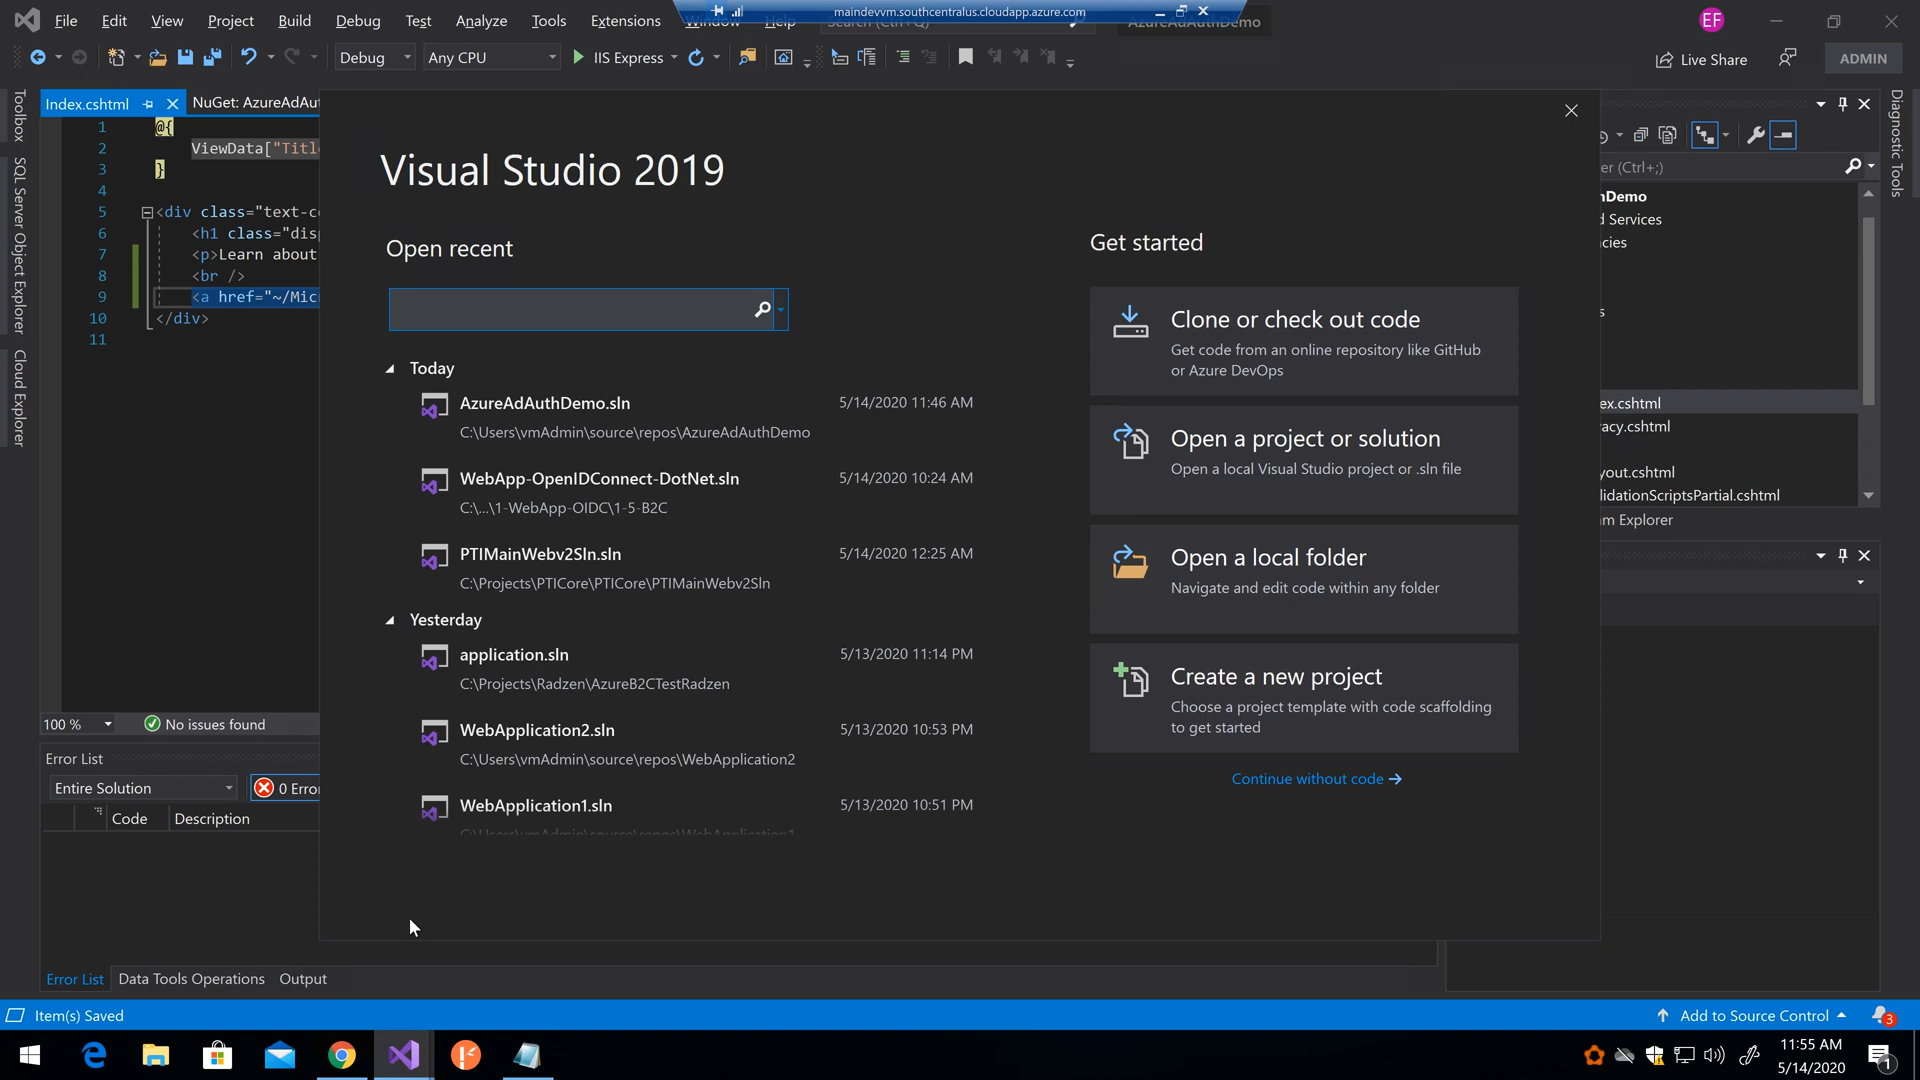 File Edit View Project Build Debug Test Analyze Tools Extensions
maindevvm.southcentralus.cloudapp.azure.com
AzureAdAuthDemo
EF
Debug Any CPU IIS Express
Live Share ADMIN
Toolbox
SQL Server Object Explorer
Cloud Explorer
Index.cshtml NuGet: AzureAdAu
1 @{
2 ViewData["Titl
3 }
4
5 <div class="text-c
6 <h1 class="disp
7 <p>Learn about
8 <br />
9 <a href="~/Mic
10 </div>
11
100 % No issues found
Error List
Entire Solution 0 Erro
Code Description
Error List Data Tools Operations Output
Visual Studio 2019
Open recent
Today
AzureAdAuthDemo.sln 5/14/2020 11:46 AM
C:\Users\vmAdmin\source\repos\AzureAdAuthDemo
WebApp-OpenIDConnect-DotNet.sln 5/14/2020 10:24 AM
C:\...\1-WebApp-OIDC\1-5-B2C
PTIMainWebv2Sln.sln 5/14/2020 12:25 AM
C:\Projects\PTICore\PTICore\PTIMainWebv2Sln
Yesterday
application.sln 5/13/2020 11:14 PM
C:\Projects\Radzen\AzureB2CTestRadzen
WebApplication2.sln 5/13/2020 10:53 PM
C:\Users\vmAdmin\source\repos\WebApplication2
WebApplication1.sln 5/13/2020 10:51 PM
Get started
Clone or check out code
Get code from an online repository like GitHub
or Azure DevOps
Open a project or solution
Open a local Visual Studio project or .sln file
Open a local folder
Navigate and edit code within any folder
Create a new project
Choose a project template with code scaffolding
to get started
Continue without code →
er (Ctrl+;)
nDemo
d Services
cies
s
ex.cshtml
acy.cshtml
yout.cshtml
lidationScriptsPartial.cshtml
m Explorer
Diagnostic Tools
Item(s) Saved
Add to Source Control
3
11:55 AM
5/14/2020
1